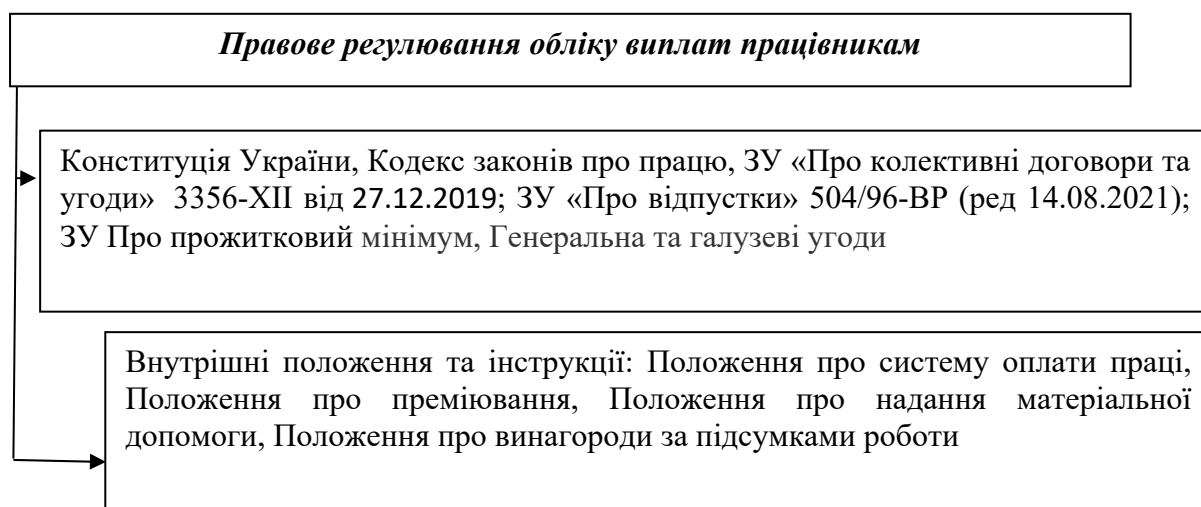 Правове регулювання обліку виплат працівникам
Конституція України, Кодекс законів про працю, ЗУ «Про колективні договори та
угоди» 3356-XII від 27.12.2019; ЗУ «Про відпустки» 504/96-ВР (ред 14.08.2021);
ЗУ Про прожитковий мінімум, Генеральна та галузеві угоди
Внутрішні положення та інструкції: Положення про систему оплати праці,
Положення про преміювання, Положення про надання матеріальної
допомоги, Положення про винагороди за підсумками роботи